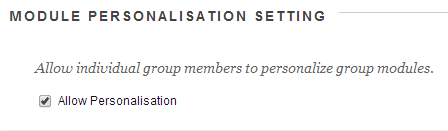 MODULE PERSONALISATION SETTING
Allow individual group members to personalize group modules.
Allow Personalisation